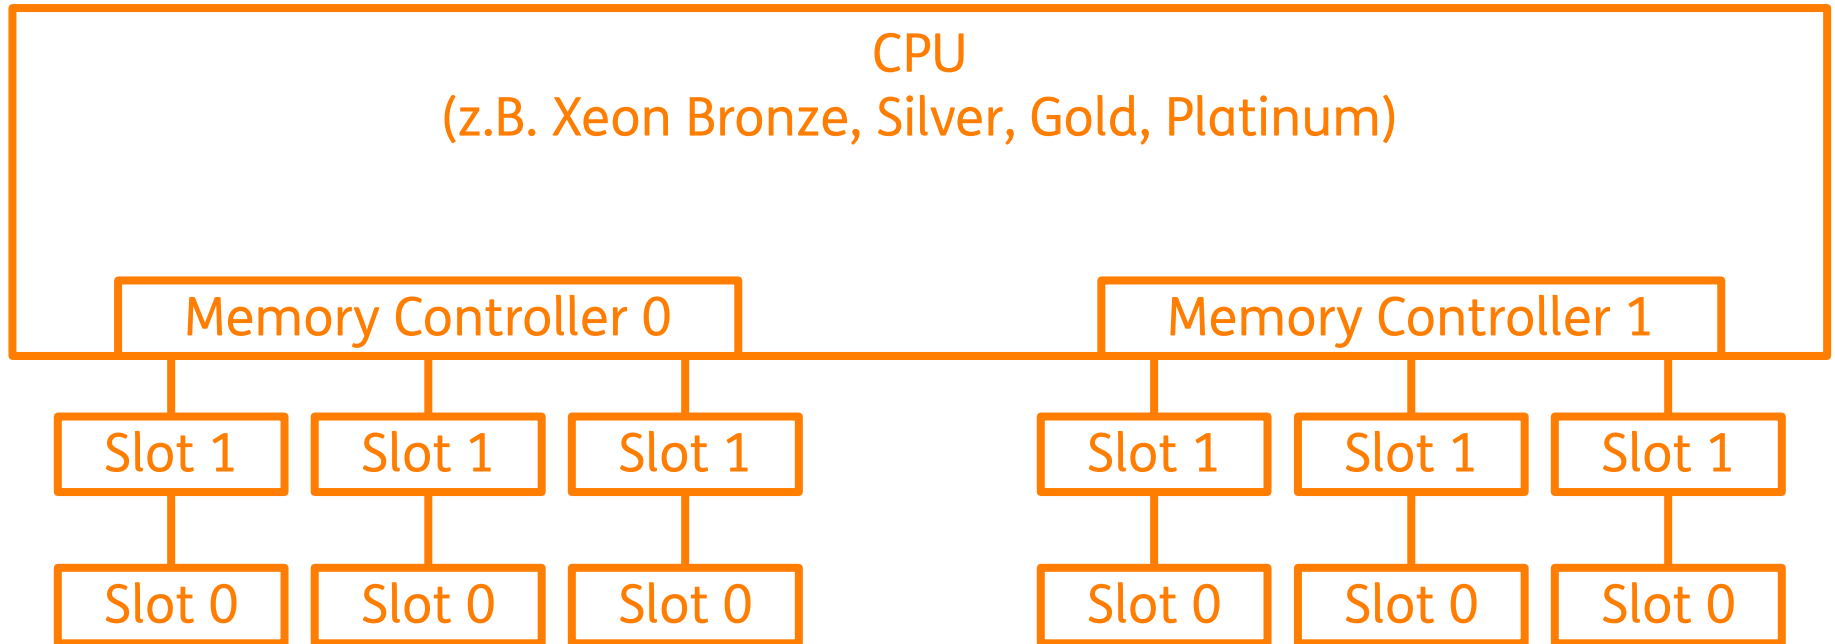 CPU
(z.B. Xeon Bronze, Silver, Gold, Platinum)
Memory Controller 0 Memory Controller 1
Slot 1 Slot 1 Slot 1 Slot 1 Slot 1 Slot 1
Slot 0 Slot 0 Slot 0 Slot 0 Slot 0 Slot 0